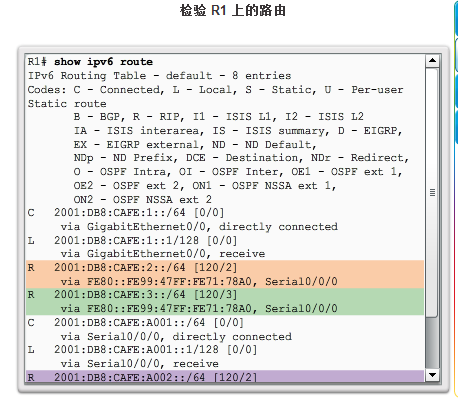 检验 R1 上的路由
R1# show ipv6 route
IPv6 Routing Table - default - 8 entries
Codes: C - Connected, L - Local, S - Static, U - Per-user
Static route
B - BGP, R - RIP, I1 - ISIS L1, I2 - ISIS L2
IA - ISIS interarea, IS - ISIS summary, D - EIGRP,
EX - EIGRP external, ND - ND Default,
NDp - ND Prefix, DCE - Destination, NDr - Redirect,
O - OSPF Intra, OI - OSPF Inter, OE1 - OSPF ext 1,
OE2 - OSPF ext 2, ON1 - OSPF NSSA ext 1,
ON2 - OSPF NSSA ext 2
C 2001:DB8:CAFE:1::/64 [0/0]
via GigabitEthernet0/0, directly connected
L 2001:DB8:CAFE:1::1/128 [0/0]
via GigabitEthernet0/0, receive
R 2001:DB8:CAFE:2::/64 [120/2]
via FE80::FE99:47FF:FE71:78A0, Serial0/0/0
R 2001:DB8:CAFE:3::/64 [120/3]
via FE80::FE99:47FF:FE71:78A0, Serial0/0/0
C 2001:DB8:CAFE:A001::/64 [0/0]
via Serial0/0/0, directly connected
L 2001:DB8:CAFE:A001::1/128 [0/0]
via Serial0/0/0, receive
R 2001:DB8:CAFE:A002::/64 [120/2]